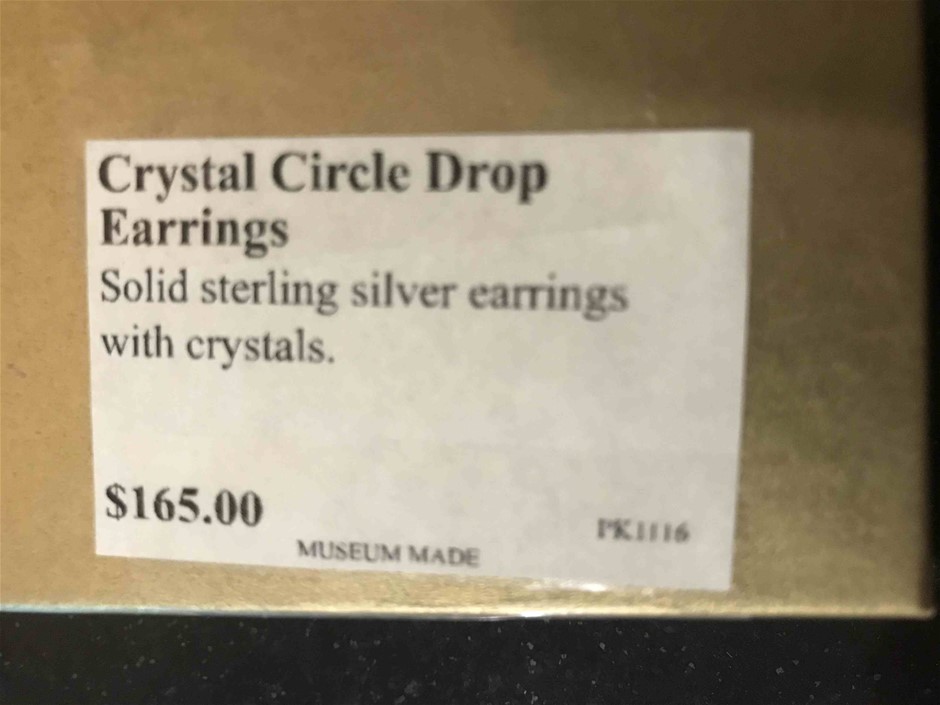 Crystal Circle Drop
Earrings
Solid sterling silver earrings
with crystals.
$165.00
PK1116
MUSEUM MADE